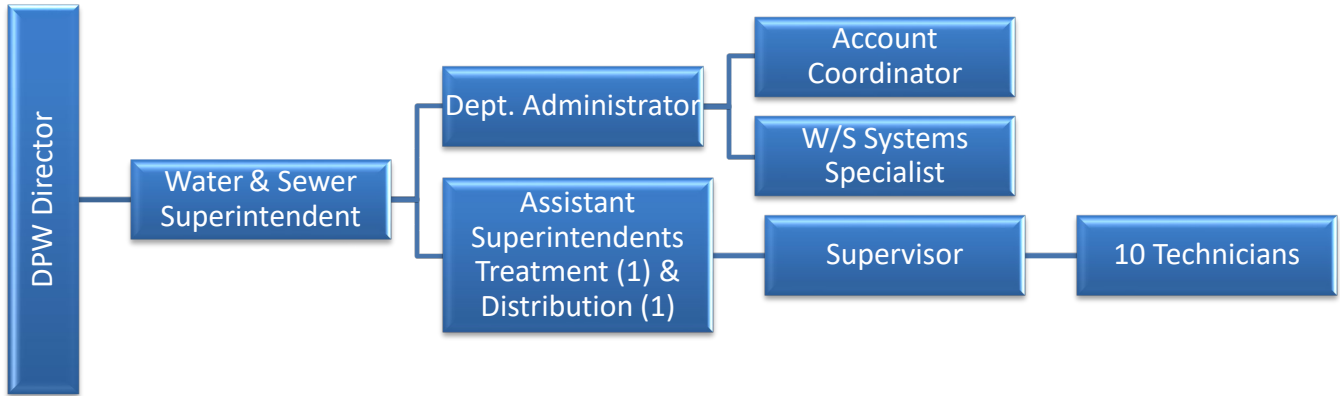 DPW Director
Water & Sewer
Superintendent
Dept. Administrator
Account
Coordinator
W/S Systems
Specialist
Assistant
Superintendents
Treatment (1) &
Distribution (1)
Supervisor
10 Technicians